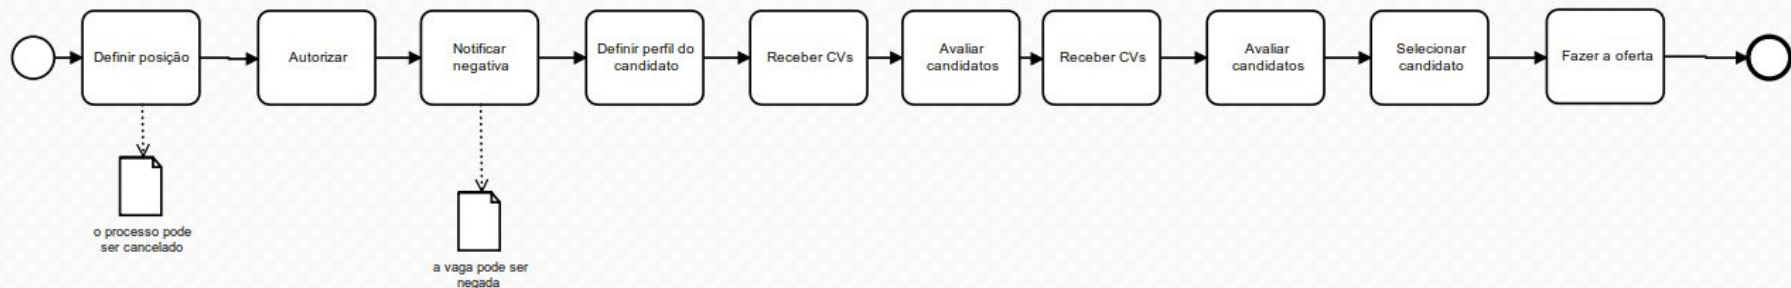 Definir posição
Autorizar
Notificar
negativa
Definir perfil do
candidato
Receber CVs
Avaliar
candidatos
Receber CVs
Avaliar
candidatos
Selecionar
candidato
Fazer a oferta
o processo pode
ser cancelado
a vaga pode ser
negada